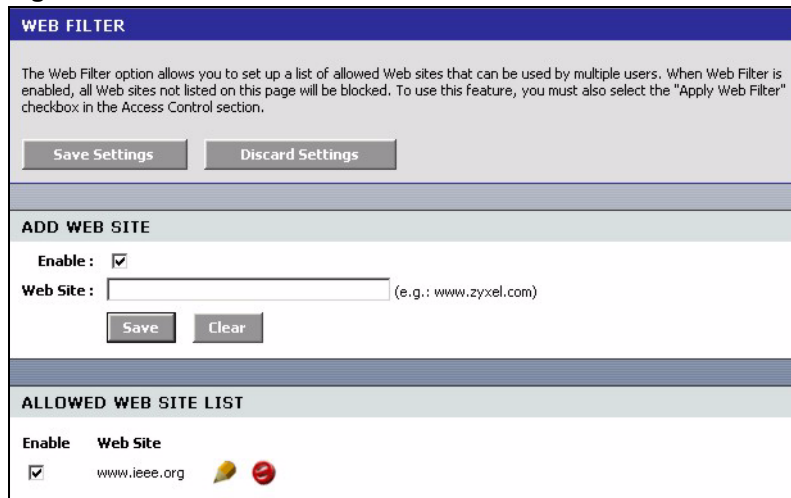 WEB FILTER
The Web Filter option allows you to set up a list of allowed Web sites that can be used by multiple users. When Web Filter is
enabled, all Web sites not listed on this page will be blocked. To use this feature, you must also select the "Apply Web Filter"
checkbox in the Access Control section.
Save Settings Discard Settings
ADD WEB SITE
Enable :
Web Site : (e.g.: www.zyxel.com)
Save Clear
ALLOWED WEB SITE LIST
Enable Web Site
www.ieee.org